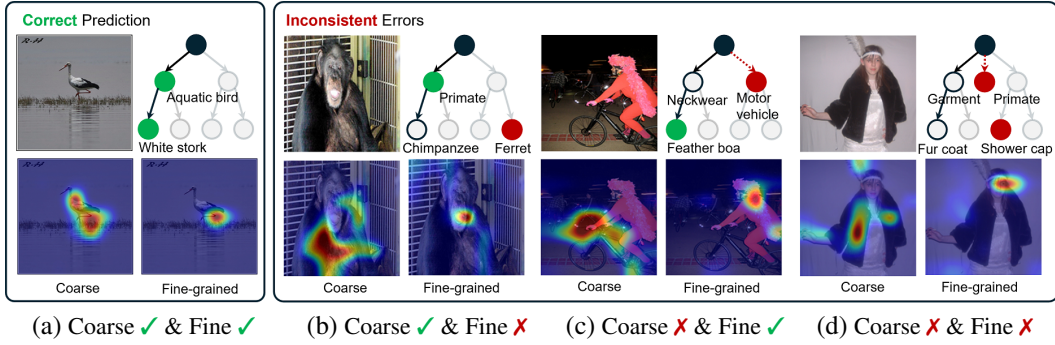 Correct Prediction
R-H
Aquatic bird
White stork
R-H
Coarse
Fine-grained
(a) Coarse ✓ & Fine ✓
Inconsistent Errors
Primate
Chimpanzee
Ferret
Coarse
Fine-grained
(b) Coarse ✓ & Fine ✗
Neckwear
Motor
vehicle
Feather boa
Coarse
Fine-grained
(c) Coarse ✗ & Fine ✓
Garment
Primate
Fur coat
Shower cap
Coarse
Fine-grained
(d) Coarse ✗ & Fine ✗